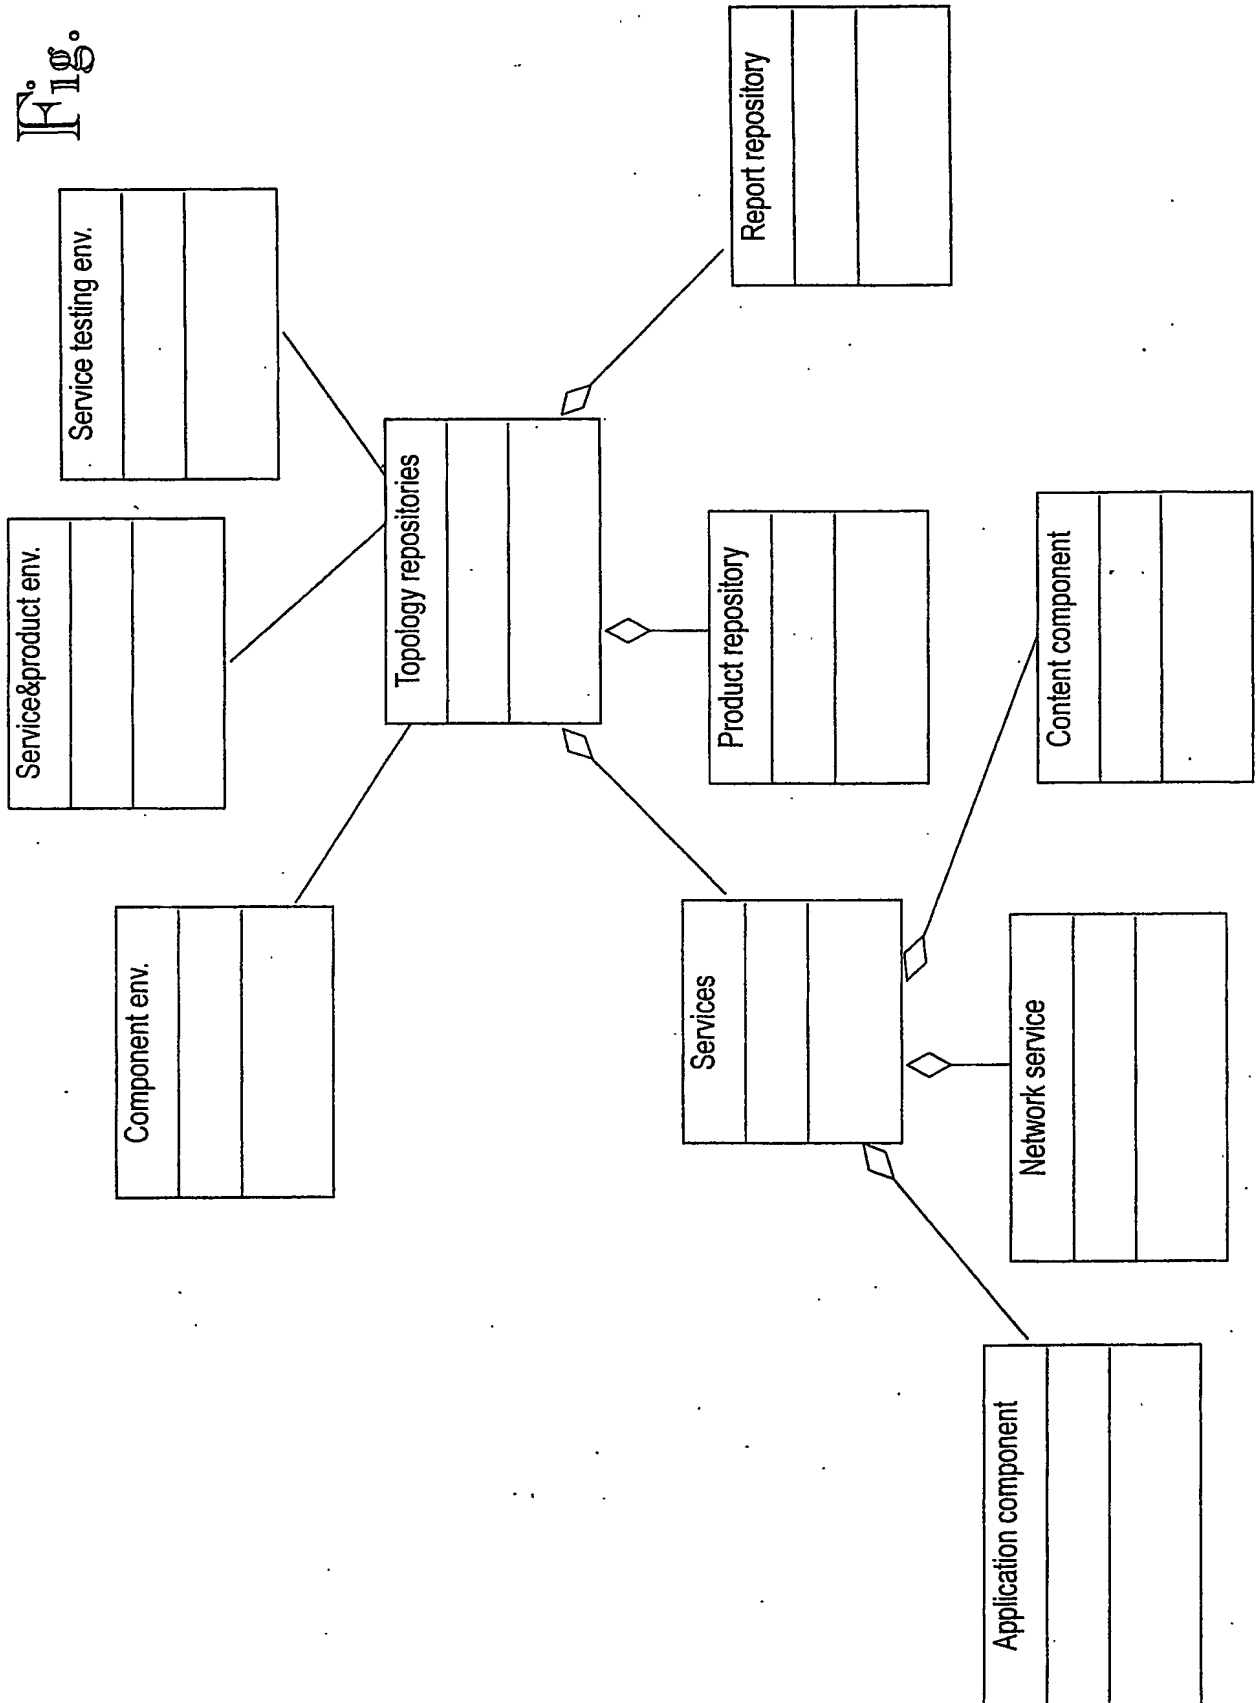 Fig.
Component env.
Service&product env.
Service testing env.
Topology repositories
Services
Product repository
Report repository
Application component
Network service
Content component